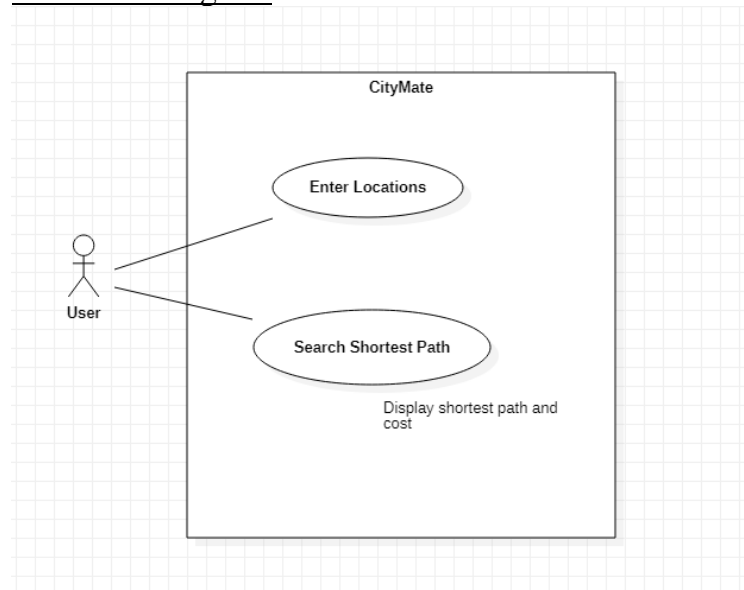 CityMate
Enter Locations
User
Search Shortest Path
Display shortest path and
cost